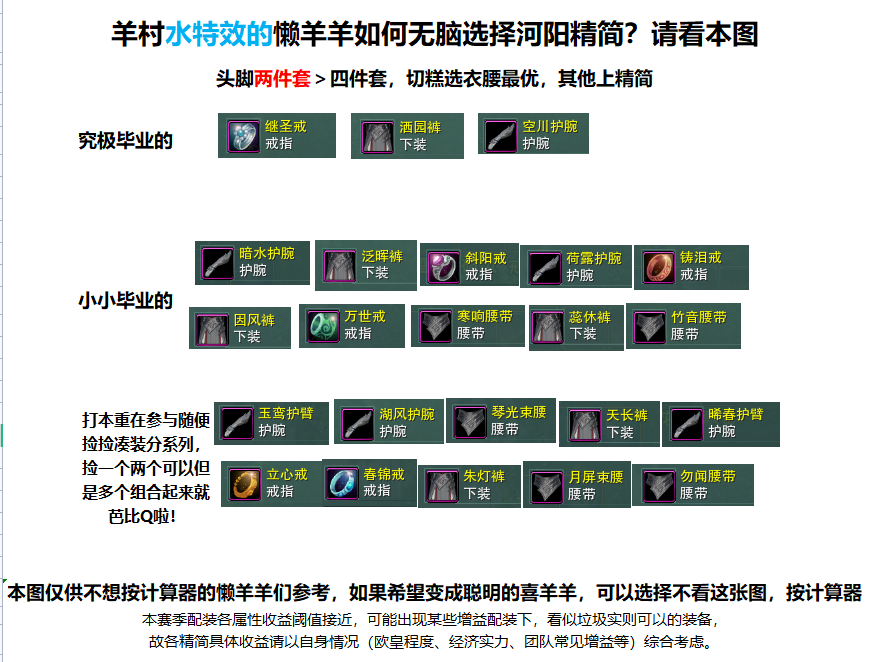 羊村水特效的懒羊羊如何无脑选择河阳精简？请看本图
头脚两件套＞四件套，切糕选衣腰最优，其他上精简
究极毕业的
继圣戒
戒指
洒园裤
下装
空川护腕
护腕
小小毕业的
暗水护腕
护腕
泛晖裤
下装
斜阳戒
戒指
荷露护腕
护腕
铸泪戒
戒指
因风裤
下装
万世戒
戒指
寒响腰带
腰带
蕊休裤
下装
竹音腰带
腰带
打本重在参与随便
捡捡凑装分系列，
捡一个两个可以但
是多个组合起来就
芭比Q啦！
玉鸾护臂
护腕
湖风护腕
护腕
琴光束腰
腰带
天长裤
下装
晞春护臂
护腕
立心戒
戒指
春锦戒
戒指
朱灯裤
下装
月屏束腰
腰带
勿闻腰带
腰带
本图仅供不想按计算器的懒羊羊们参考，如果希望变成聪明的喜羊羊，可以选择不看这张图，按计算器
本赛季配装各属性收益阈值接近，可能出现某些增益配装下，看似垃圾实则可以的装备，
故各精简具体收益请以自身情况（欧皇程度、经济实力、团队常见增益等）综合考虑。